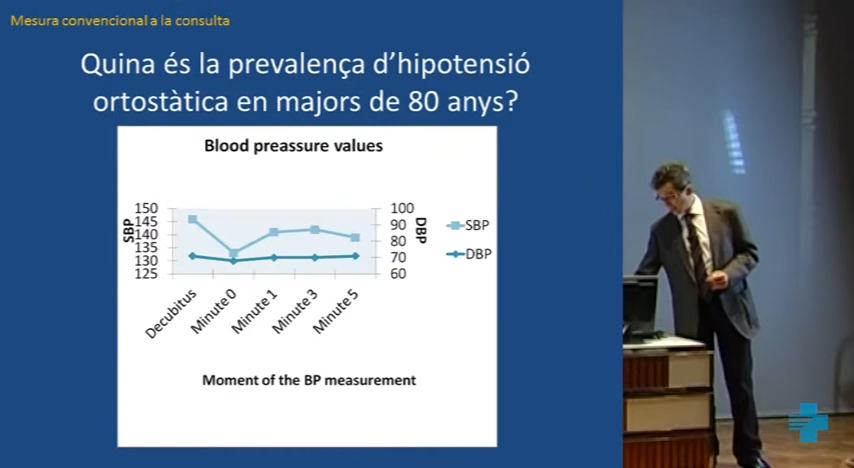 Mesura convencional a la consulta
Quina és la prevalença d'hipotensió
ortostàtica en majors de 80 anys?
Blood preassure values
150
145
140
135
130
125
SBP
100
90
80
70
60
DBP
SBP
DBP
Decubitus
Minute 0
Minute 1
Minute 3
Minute 5
Moment of the BP measurement